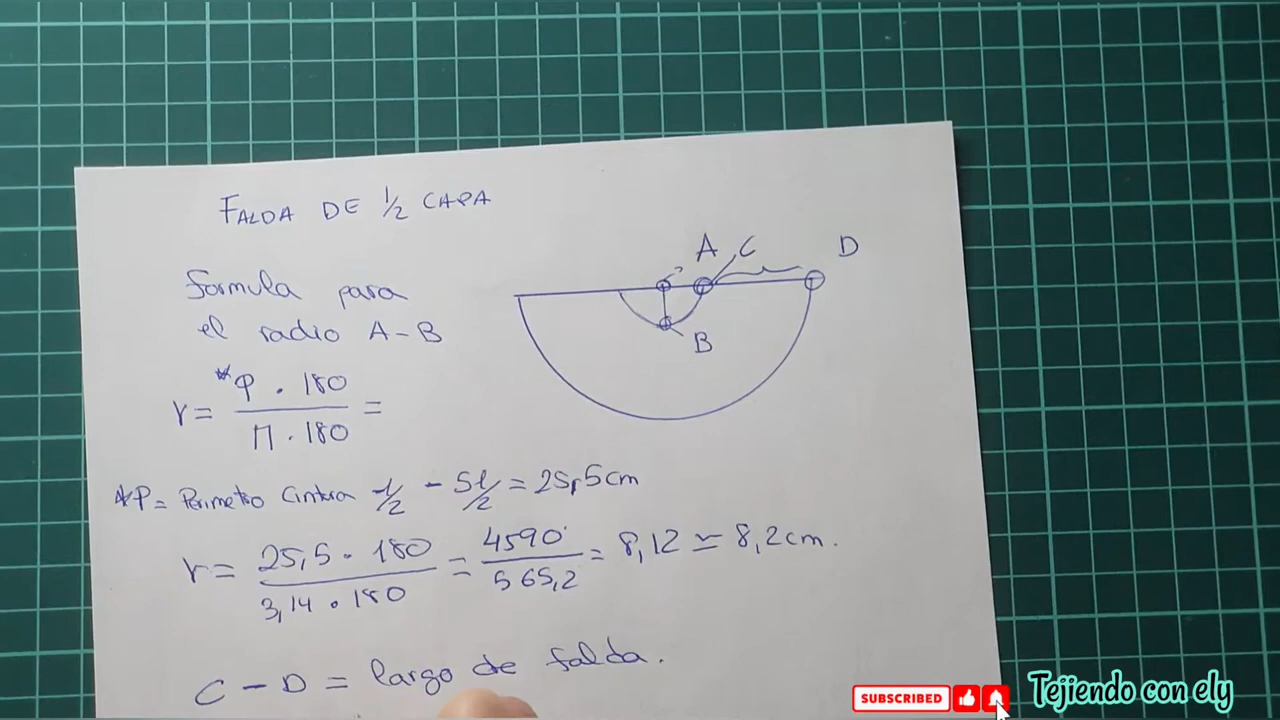 FALDA DE 1/2 CAPA
A C D
formula para
el radio A-B
B
*P . 180
r= ――― =
Π . 180
*P= Perimetro Cintura 1/2 - 51/2 = 25,5cm
r= 25,5 . 180 / 3,14 . 180 = 4590 / 565,2 = 8,12 ≃ 8,2cm.
C - D = largo de falda.
SUBSCRIBED
Tejiendo con ely